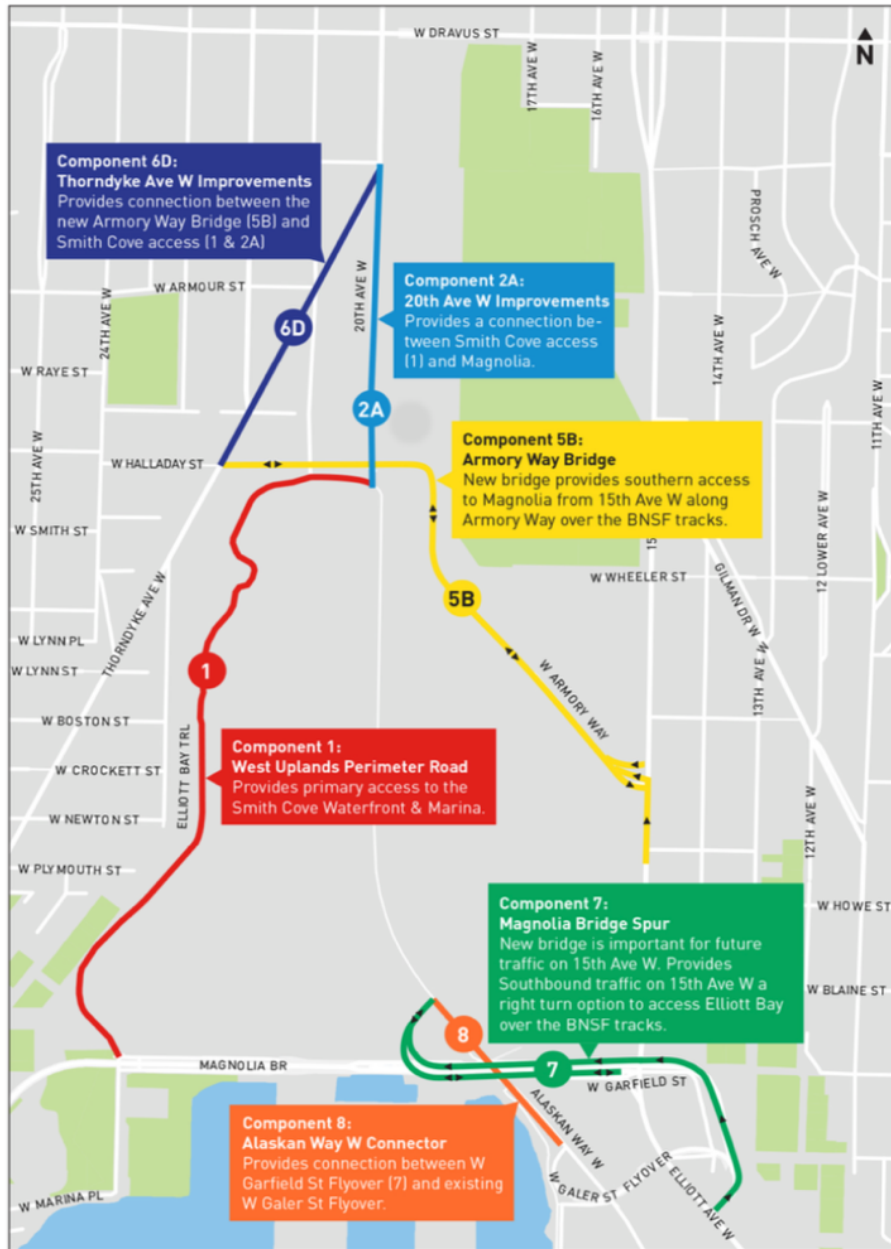 W DRAVUS ST
N
17TH AVE W
16TH AVE W
Component 6D:
Thorndyke Ave W Improvements
Provides connection between the
new Armory Way Bridge (5B) and
Smith Cove access (1 & 2A)
PROSCH AVE W
20TH AVE W
Component 2A:
20th Ave W Improvements
Provides a connection be-
tween Smith Cove access
(1) and Magnolia.
W ARMOUR ST
24TH AVE W
6D
14TH AVE W
W RAYE ST
11TH AVE W
2A
25TH AVE W
W HALLADAY ST
Component 5B:
Armory Way Bridge
New bridge provides southern access
to Magnolia from 15th Ave W along
Armory Way over the BNSF tracks.
W SMITH ST
15
12 LOWER AVE W
GILMAN DR W
W WHEELER ST
5B
THORNDYKE AVE W
W LYNN PL
W LYNN ST
1
W ARMORY WAY
13TH AVE W
W BOSTON ST
ELLIOTT BAY TRL
Component 1:
West Uplands Perimeter Road
Provides primary access to the
Smith Cove Waterfront & Marina.
W CROCKETT ST
W NEWTON ST
12TH AVE W
W PLYMOUTH ST
Component 7:
Magnolia Bridge Spur
New bridge is important for future
traffic on 15th Ave W. Provides
Southbound traffic on 15th Ave W a
right turn option to access Elliott Bay
over the BNSF tracks.
W HOWE ST
W BLAINE ST
8
MAGNOLIA BR
7
W GARFIELD ST
Component 8:
Alaskan Way W Connector
Provides connection between W
Garfield St Flyover (7) and existing
W Galer St Flyover.
ALASKAN WAY W
W GALER ST FLYOVER
ELLIOTT AVE W
W MARINA PL